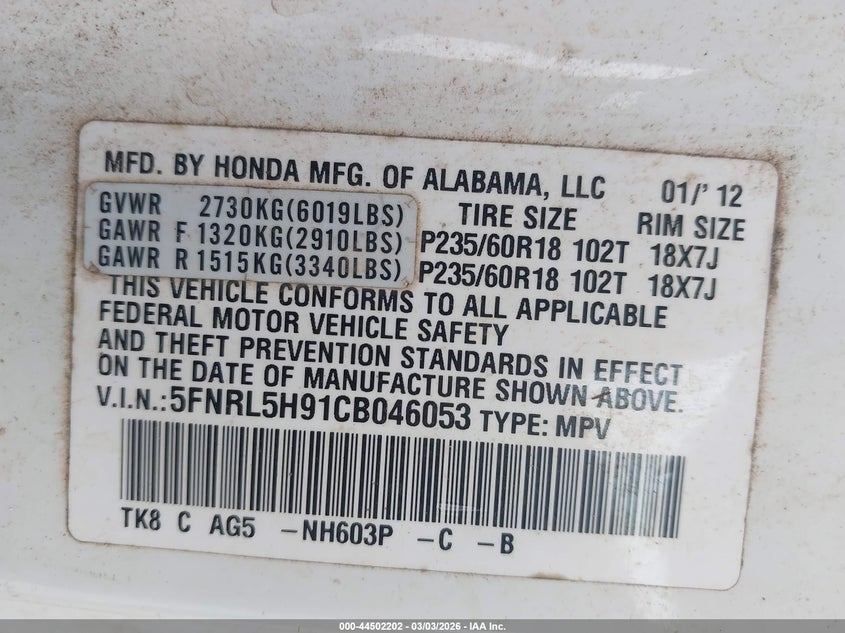 MFD. BY HONDA MFG. OF ALABAMA, LLC 01/' 12
GVWR 2730KG(6019LBS) TIRE SIZE RIM SIZE
GAWR F 1320KG(2910LBS) P235/60R18 102T 18X7J
GAWR R 1515KG(3340LBS) P235/60R18 102T 18X7J
THIS VEHICLE CONFORMS TO ALL APPLICABLE
FEDERAL MOTOR VEHICLE SAFETY
AND THEFT PREVENTION STANDARDS IN EFFECT
ON THE DATE OF MANUFACTURE SHOWN ABOVE.
V.I.N.:5FNRL5H91CB046053 TYPE: MPV
TK8 C AG5 -NH603P -C -B
000-44502202 - 03/03/2026 - IAA Inc.